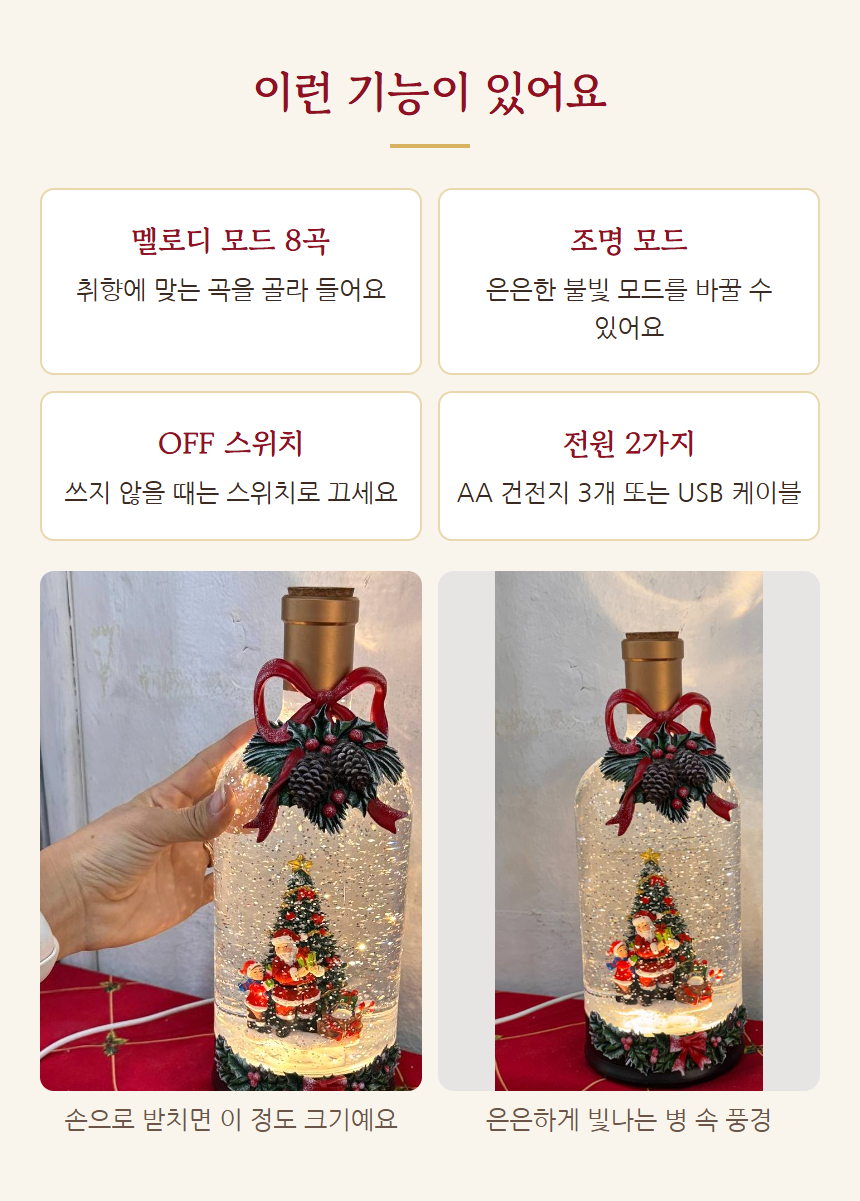 이런 기능이 있어요
멜로디 모드 8곡
취향에 맞는 곡을 골라 들어요
조명 모드
은은한 불빛 모드를 바꿀 수
있어요
OFF 스위치
쓰지 않을 때는 스위치로 끄세요
전원 2가지
AA 건전지 3개 또는 USB 케이블
손으로 받치면 이 정도 크기예요
은은하게 빛나는 병 속 풍경